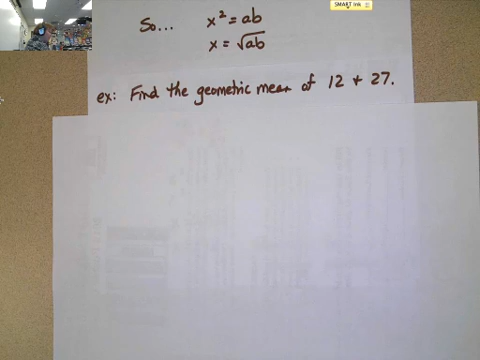 SMART Ink
So... x² = ab
x = √ab
ex: Find the geometric mean of 12 + 27.